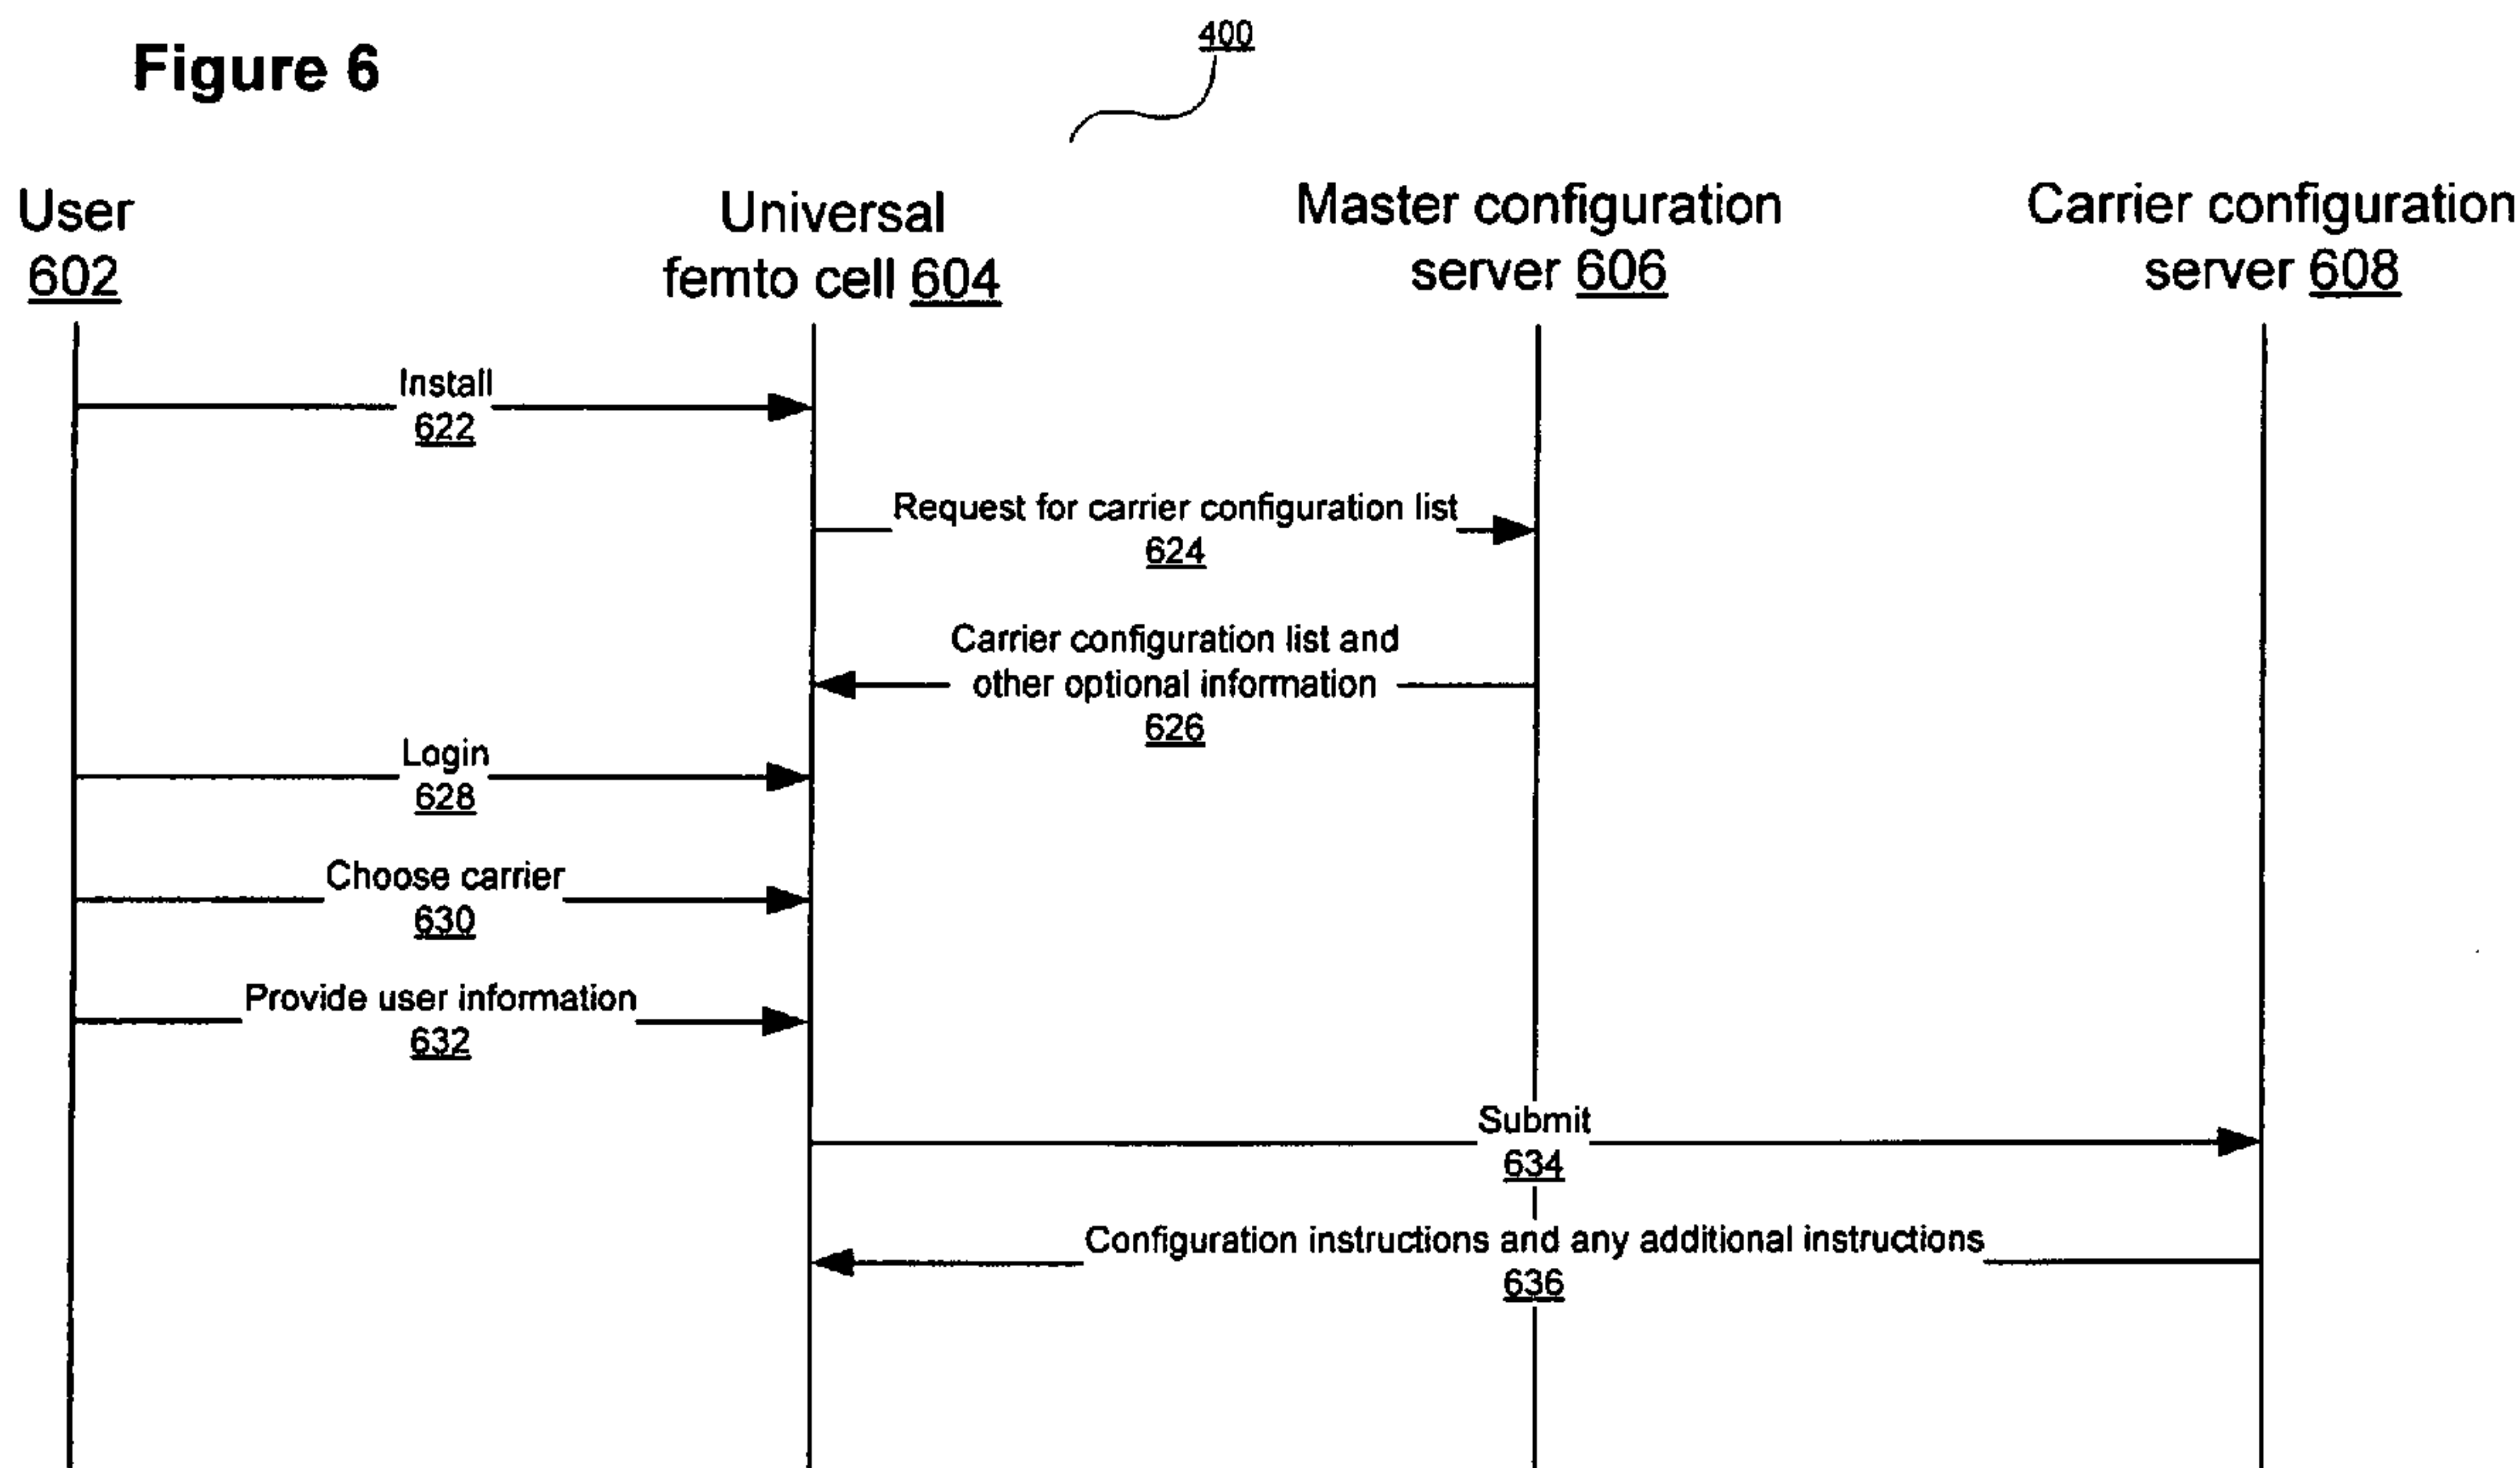 Figure 6
400
User
602
Universal
femto cell 604
Master configuration
server 606
Carrier configuration
server 608
Install
622
Request for carrier configuration list
624
Carrier configuration list and
other optional information
626
Login
628
Choose carrier
630
Provide user information
632
Submit
634
Configuration instructions and any additional instructions
636